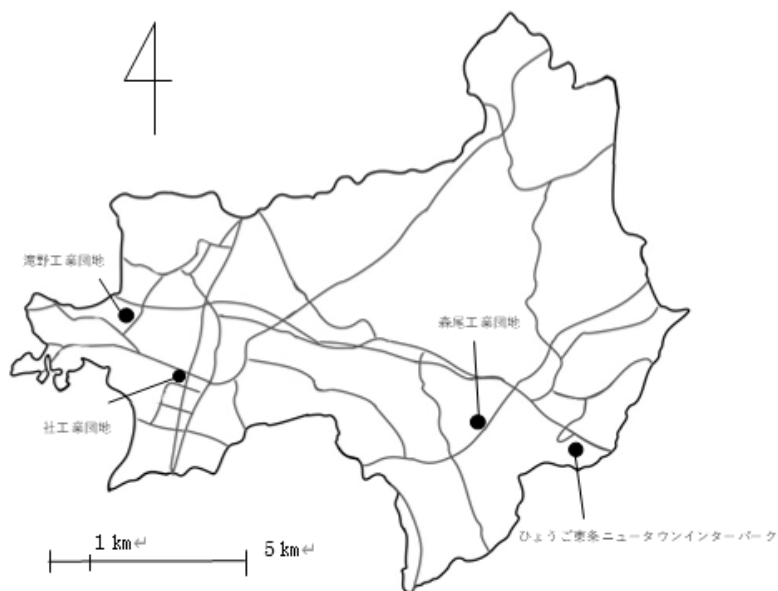 滝野工業団地
森尾工業団地
社工業団地
ひょうご東条ニュータウンインターパーク
1 km↵
5 km↵